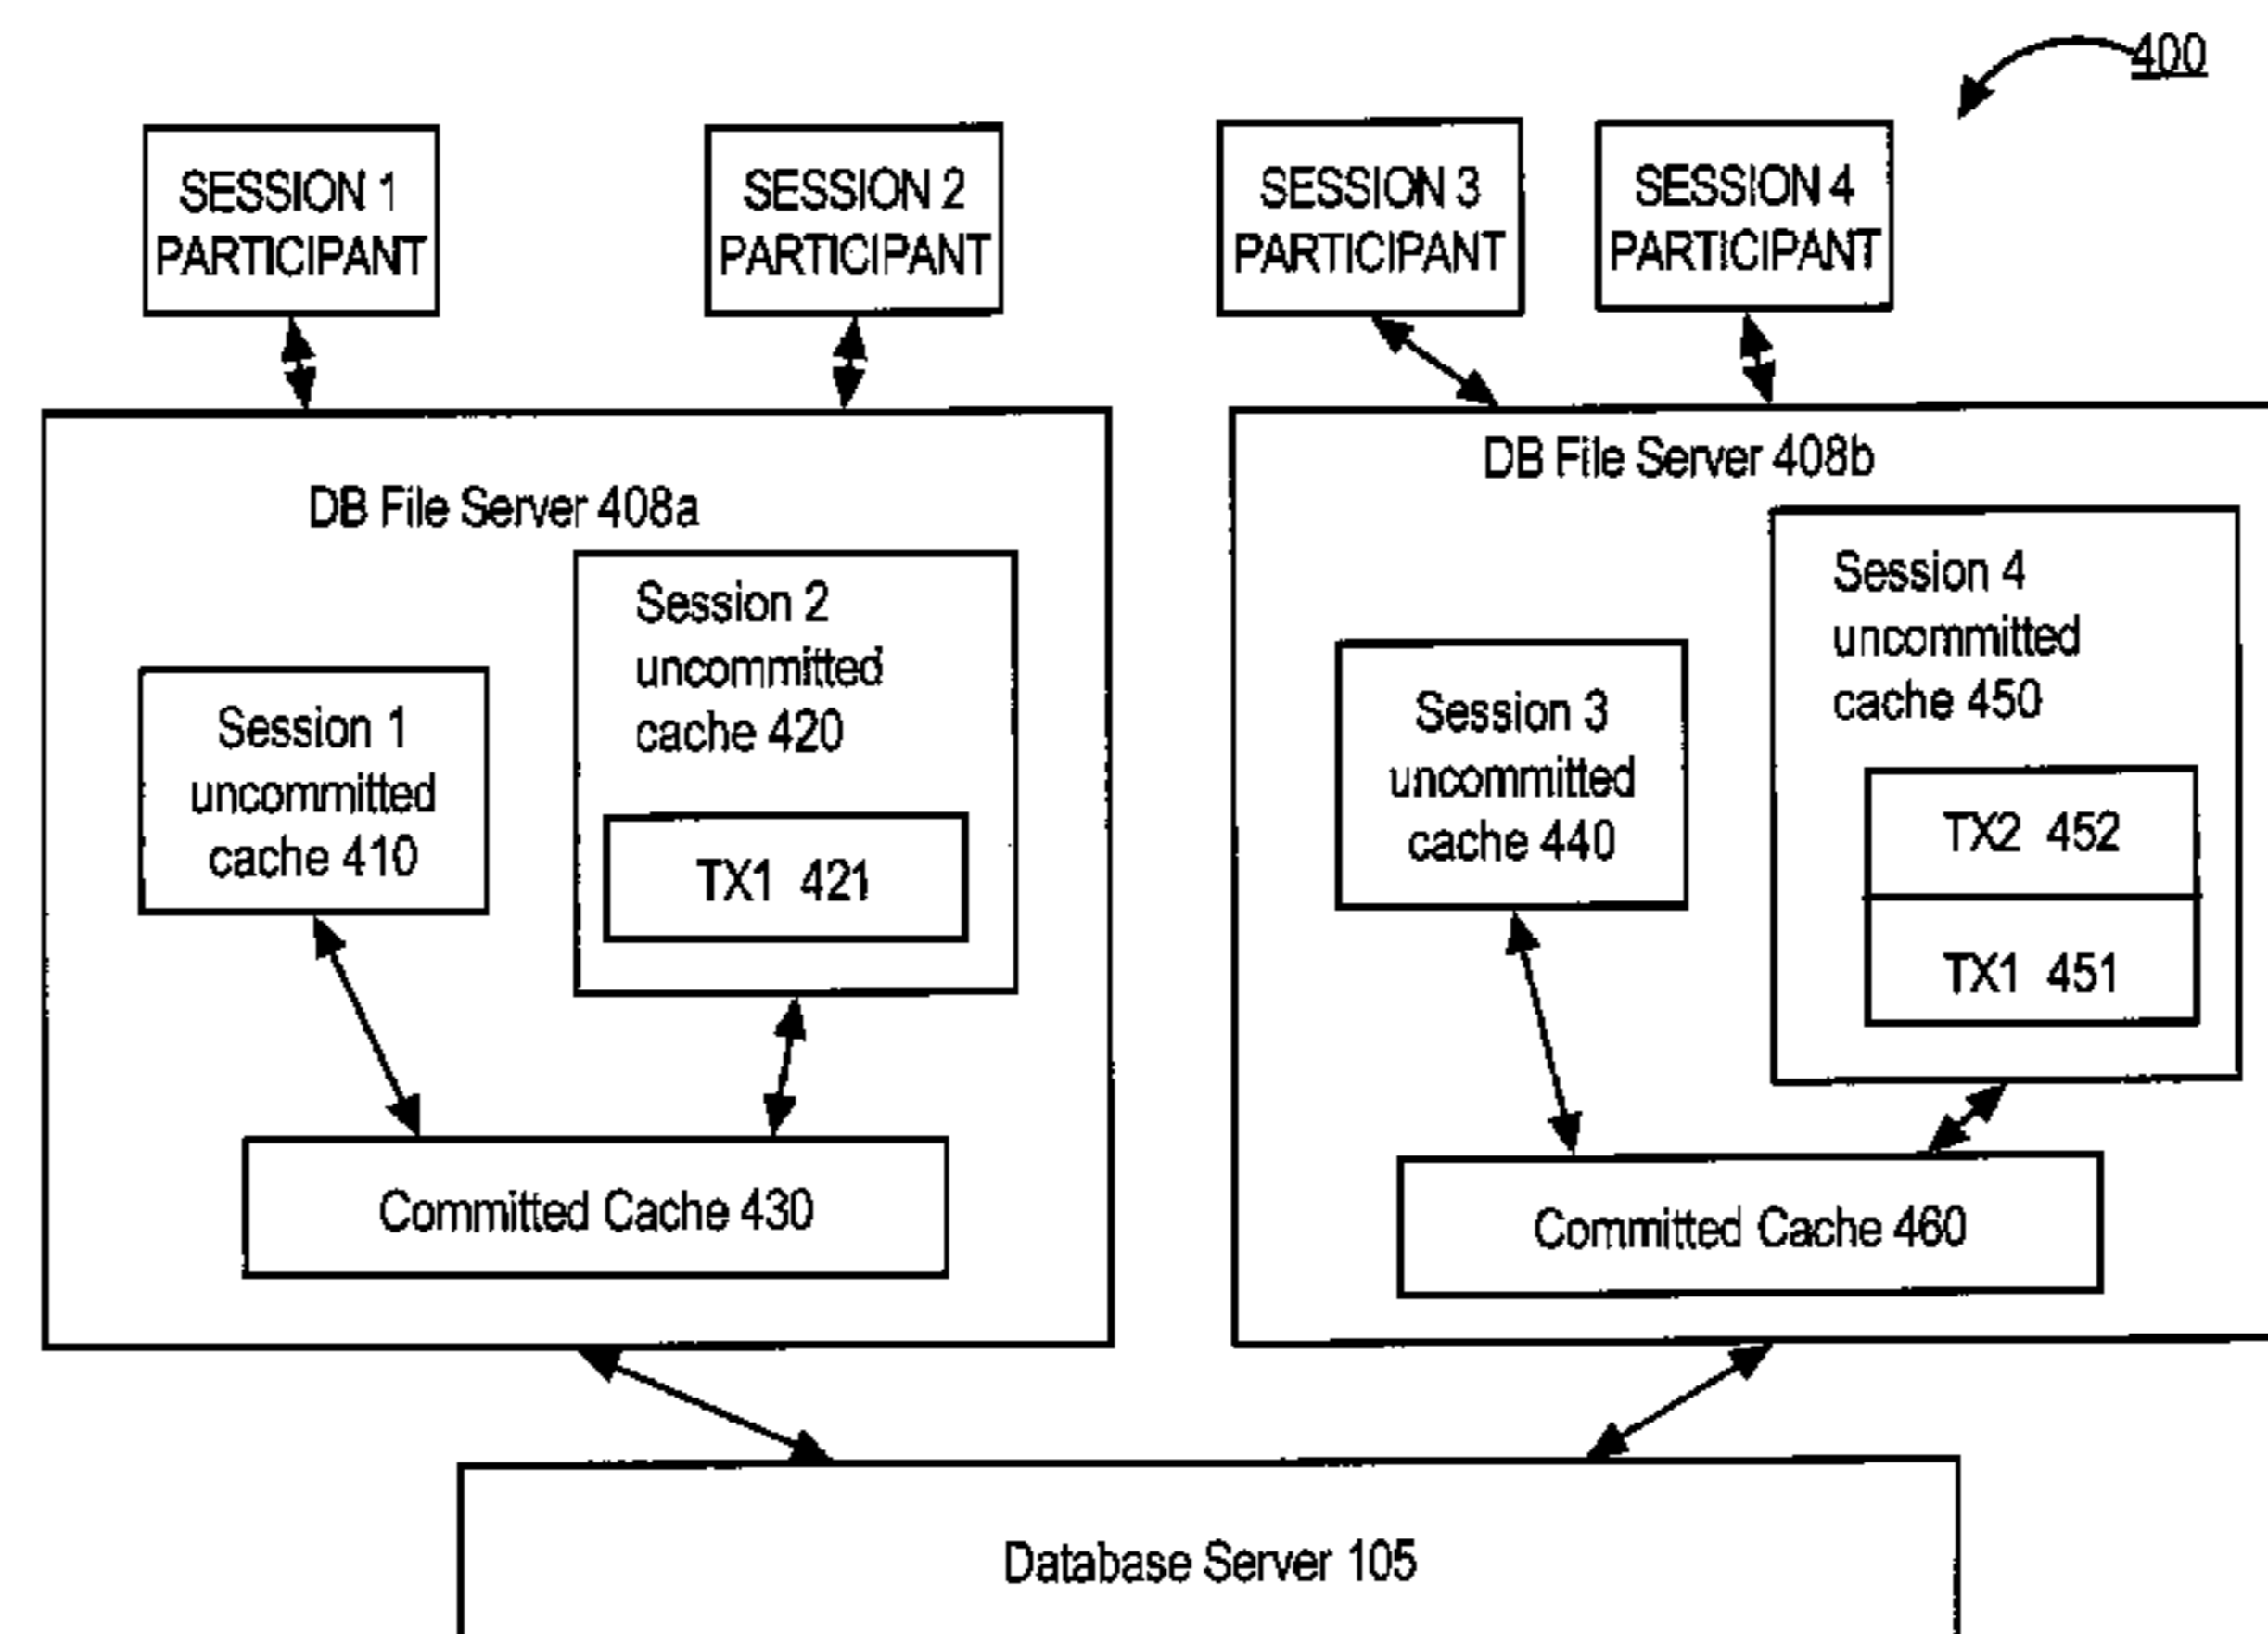 400
SESSION 1
PARTICIPANT
SESSION 2
PARTICIPANT
SESSION 3
PARTICIPANT
SESSION 4
PARTICIPANT
DB File Server 408a
Session 1
uncommitted
cache 410
Session 2
uncommitted
cache 420
TX1 421
Committed Cache 430
DB File Server 408b
Session 3
uncommitted
cache 440
Session 4
uncommitted
cache 450
TX2 452
TX1 451
Committed Cache 460
Database Server 105